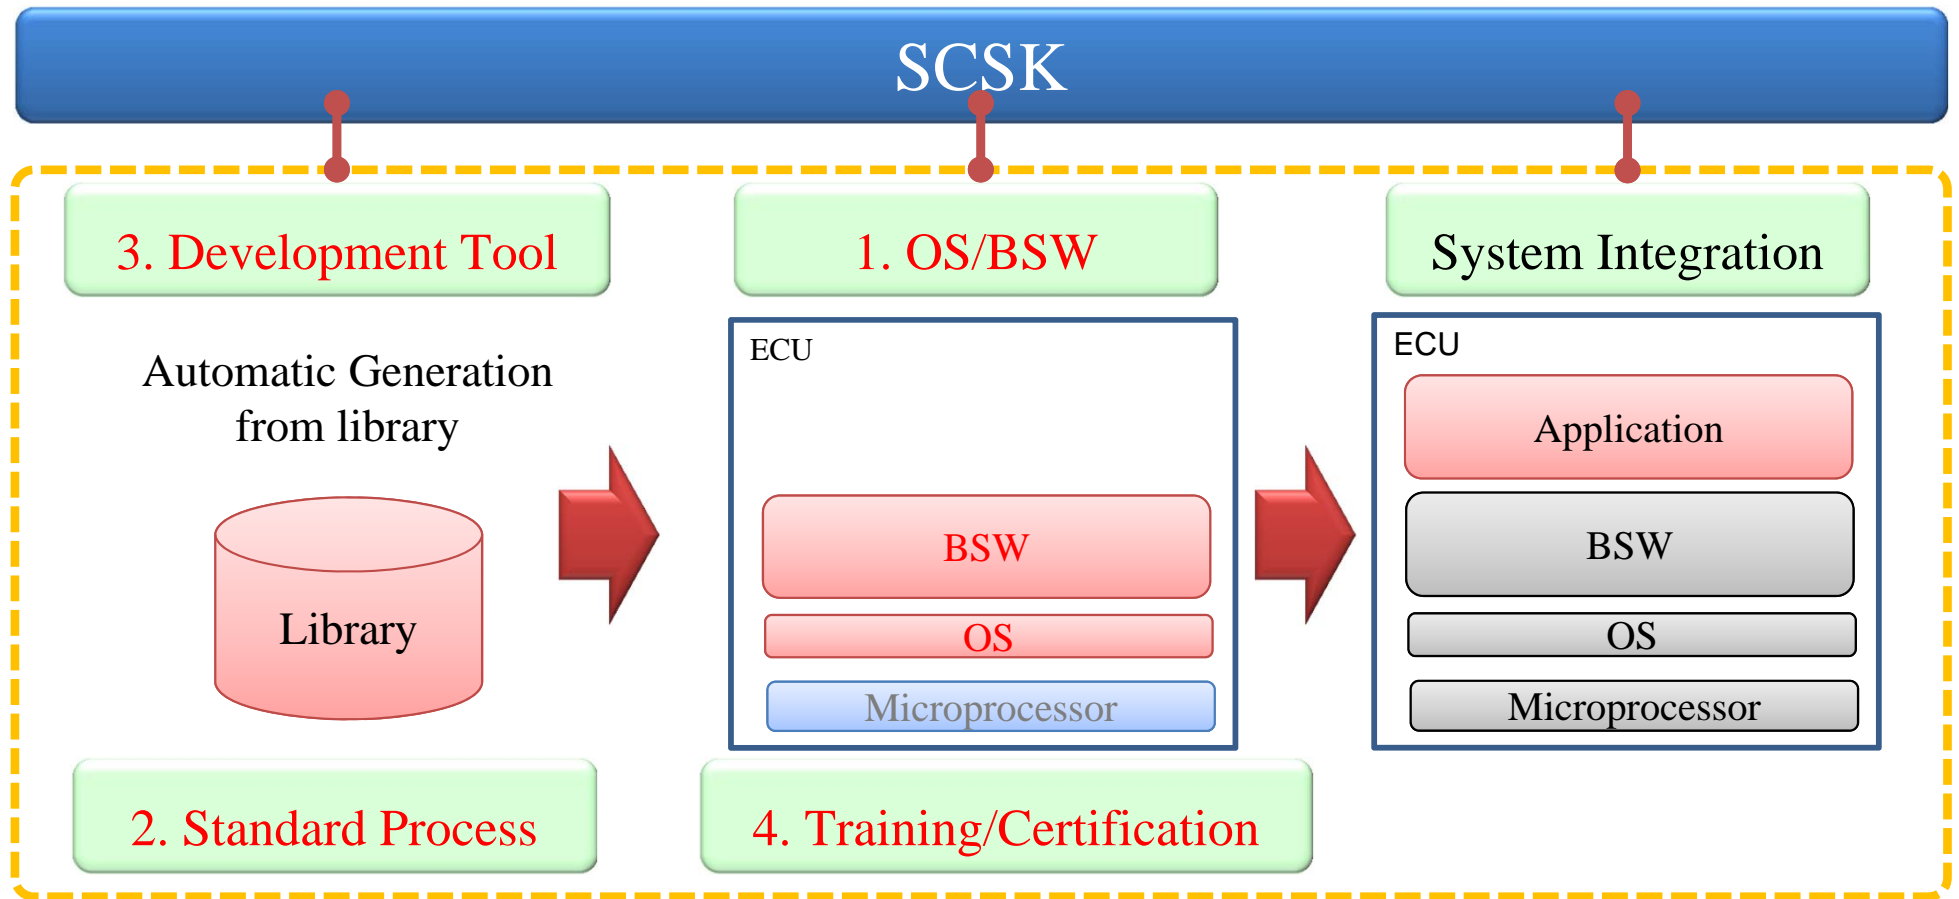 SCSK
3. Development Tool
1. OS/BSW
System Integration
Automatic Generation
from library
Library
ECU
BSW
OS
Microprocessor
ECU
Application
BSW
OS
Microprocessor
2. Standard Process
4. Training/Certification